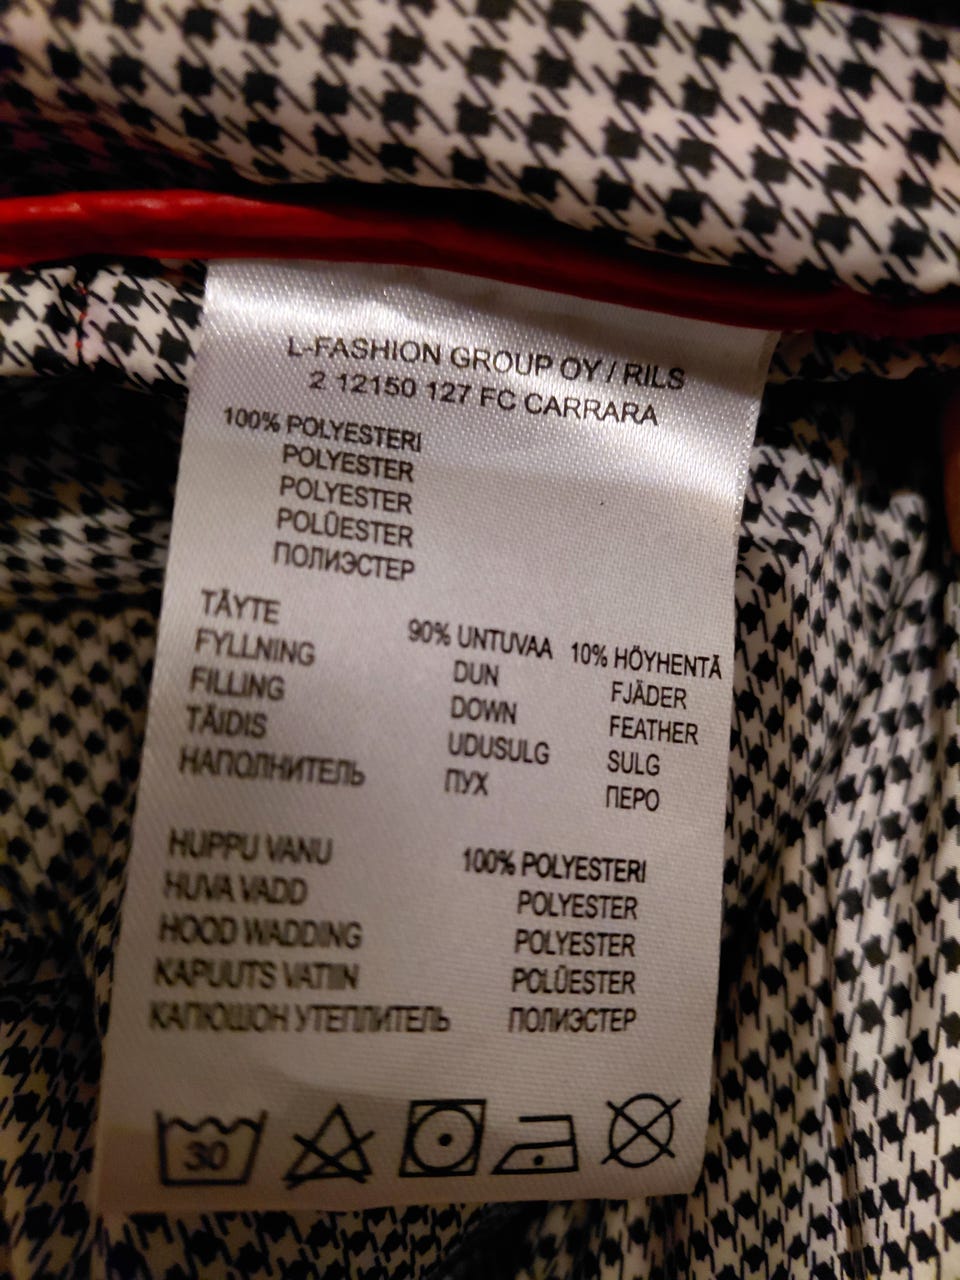 L-FASHION GROUP OY / RILS
2 12150 127 FC CARRARA
100% POLYESTERI
POLYESTER
POLYESTER
POLÜESTER
ПОЛИЭСТЕР
TÄYTE 90% UNTUVAA 10% HÖYHENTÄ
FYLLNING DUN FJÄDER
FILLING DOWN FEATHER
TÄIDIS UDUSULG SULG
НАПОЛНИТЕЛЬ ПУХ ПЕРО
HUPPU VANU 100% POLYESTERI
HUVA VADD POLYESTER
HOOD WADDING POLYESTER
KAPUUTS VATIIN POLÜESTER
КАПЮШОН УТЕПЛИТЕЛЬ ПОЛИЭСТЕР
30